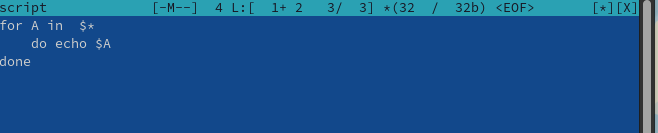 script [-M--] 4 L:[ 1+ 2 3/ 3] *(32 / 32b) <EOF> [*][X]
for A in  $*
    do echo $A
done